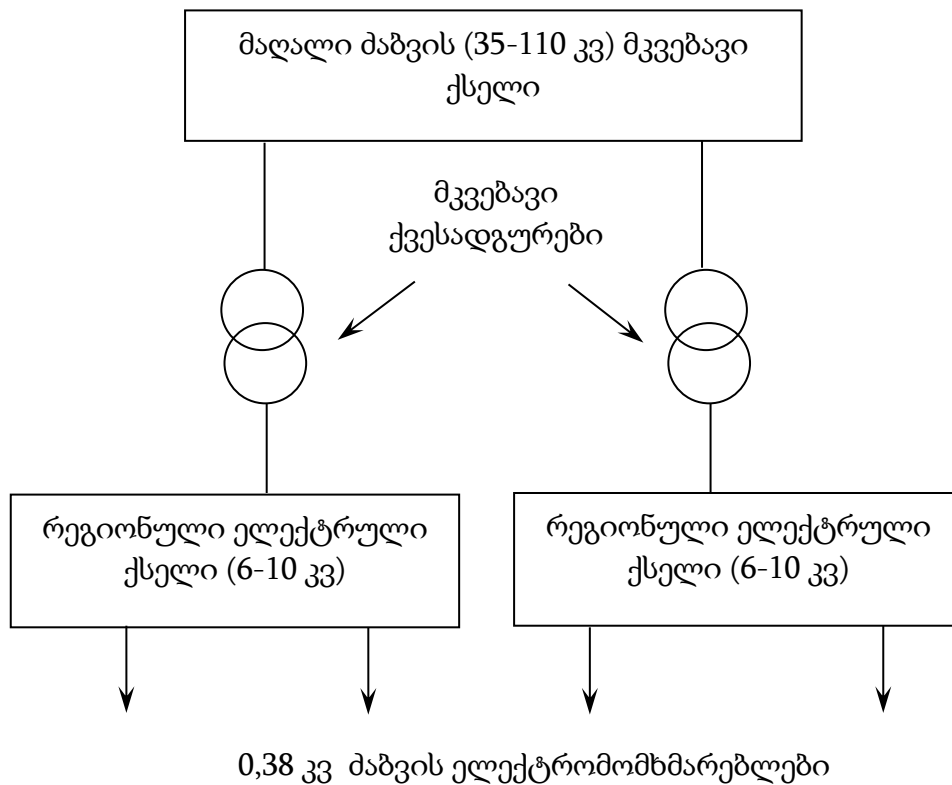 მაღალი ძაბვის (35-110 კვ) მკვებავი
ქსელი
მკვებავი
ქვესადგურები
რეგიონული ელექტრული
ქსელი (6-10 კვ)
რეგიონული ელექტრული
ქსელი (6-10 კვ)
0,38 კვ ძაბვის ელექტრომომხმარებლები